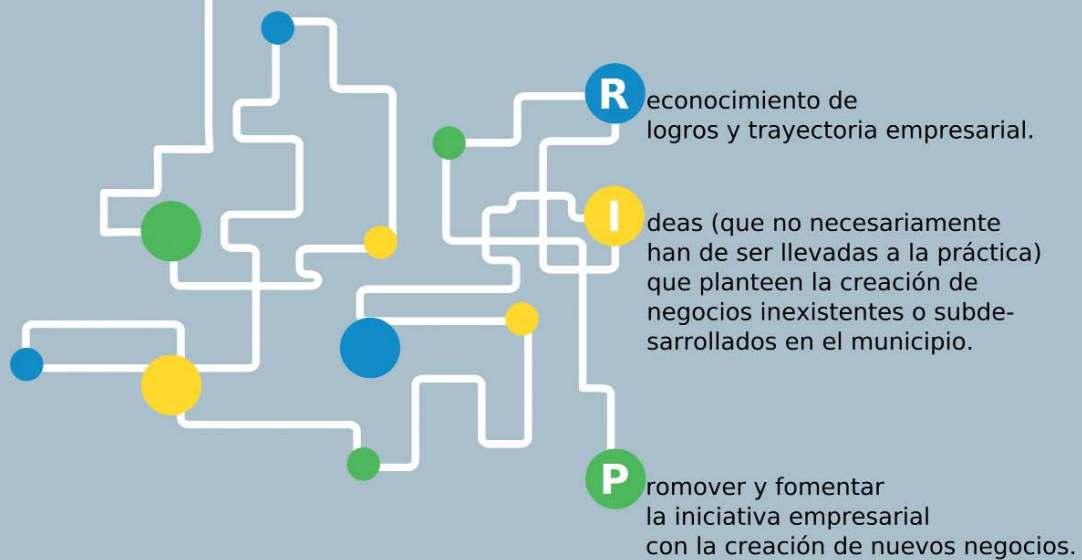 Reconocimiento de
logros y trayectoria empresarial.
Ideas (que no necesariamente
han de ser llevadas a la práctica)
que planteen la creación de
negocios inexistentes o subde-
sarrollados en el municipio.
Promover y fomentar
la iniciativa empresarial
con la creación de nuevos negocios.